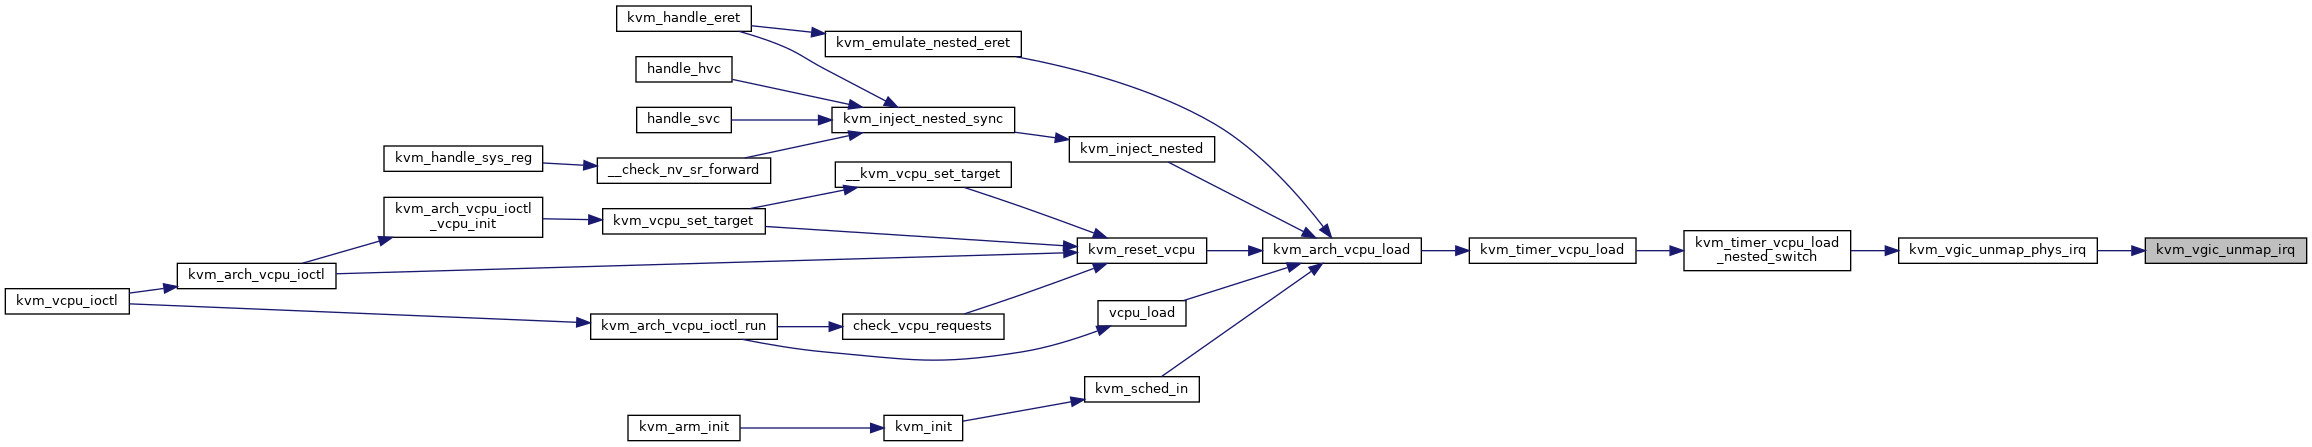 kvm_handle_eret
kvm_emulate_nested_eret
handle_hvc
handle_svc
kvm_inject_nested_sync
kvm_inject_nested
kvm_handle_sys_reg
__check_nv_sr_forward
__kvm_vcpu_set_target
kvm_arch_vcpu_ioctl
_vcpu_init
kvm_vcpu_set_target
kvm_reset_vcpu
kvm_arch_vcpu_load
kvm_timer_vcpu_load
kvm_timer_vcpu_load
_nested_switch
kvm_vgic_unmap_phys_irq
kvm_vgic_unmap_irq
kvm_arch_vcpu_ioctl
kvm_vcpu_ioctl
kvm_arch_vcpu_ioctl_run
check_vcpu_requests
vcpu_load
kvm_sched_in
kvm_arm_init
kvm_init